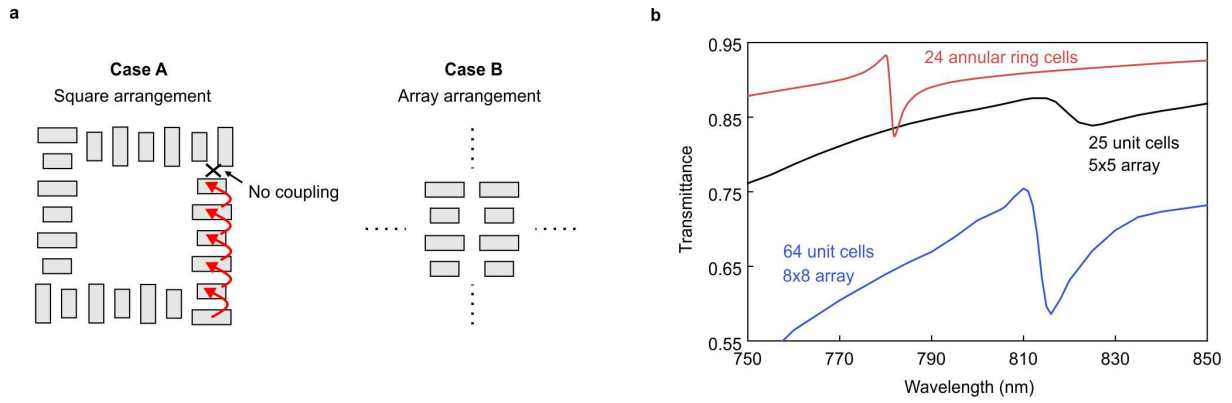 a
Case A
Square arrangement
No coupling
Case B
Array arrangement
b
0.95
0.85
0.75
0.65
0.55
Transmittance
24 annular ring cells
25 unit cells
5x5 array
64 unit cells
8x8 array
750
770
790
810
830
850
Wavelength (nm)